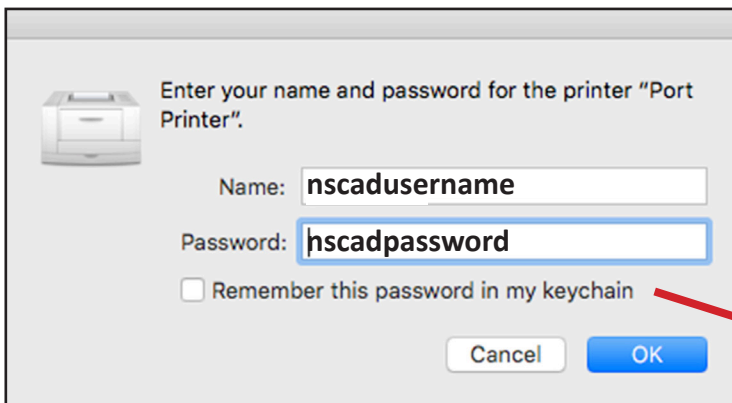 Enter your name and password for the printer “Port
Printer”.
Name: nscadusername
Password: nscadpassword
Remember this password in my keychain
Cancel OK